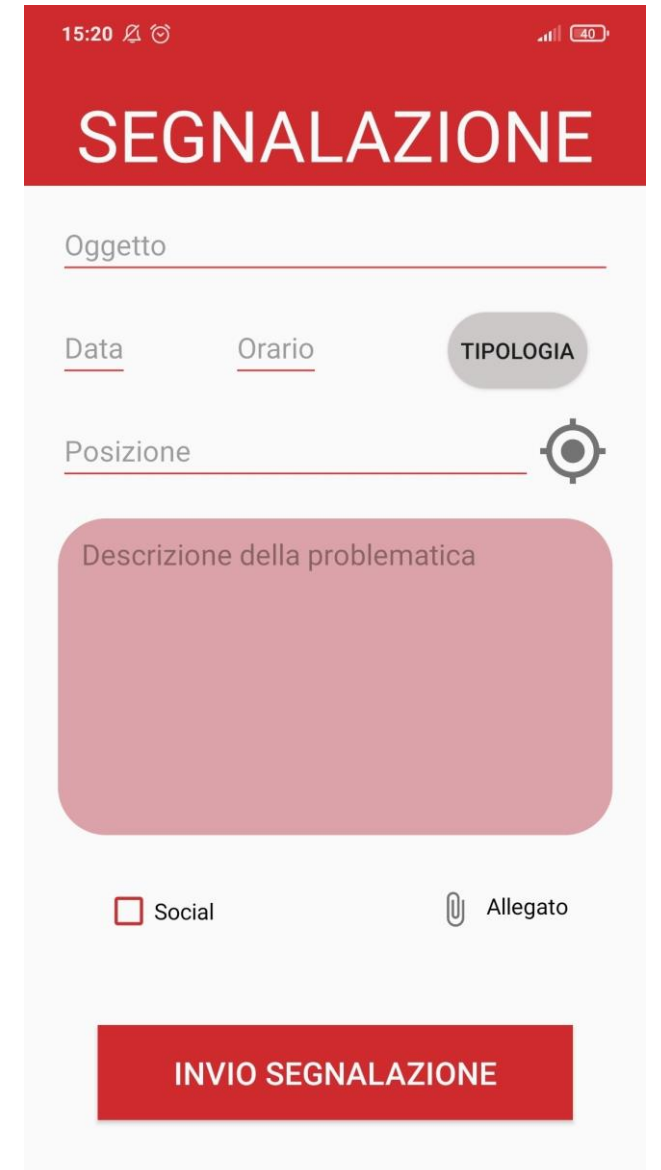 15:20
40
SEGNALAZIONE
Oggetto
Data Orario TIPOLOGIA
Posizione
Descrizione della problematica
Social Allegato
INVIO SEGNALAZIONE